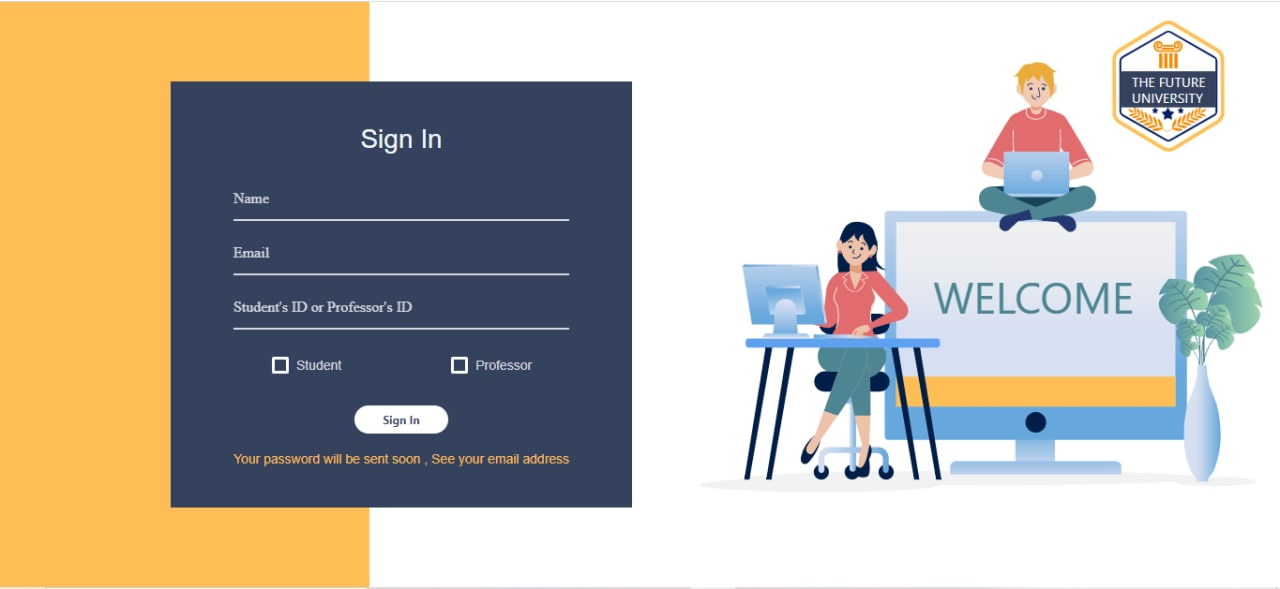 Sign In
Name
Email
Student's ID or Professor's ID
Student
Professor
Sign In
Your password will be sent soon , See your email address
THE FUTURE
UNIVERSITY
WELCOME